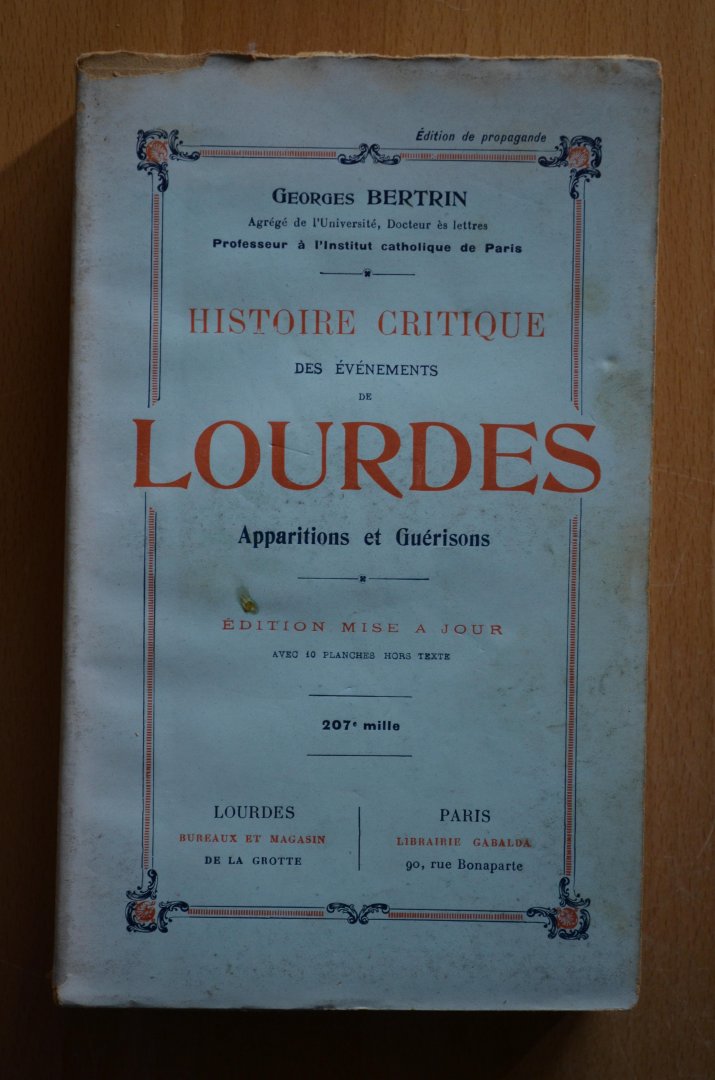 Édition de propagande
GEORGES BERTRIN
Agrégé de l'Université, Docteur ès lettres
Professeur à l'Institut catholique de Paris
HISTOIRE CRITIQUE
DES ÉVÉNEMENTS
DE
LOURDES
Apparitions et Guérisons
ÉDITION MISE A JOUR
AVEC 10 PLANCHES HORS TEXTE
207e mille
LOURDES
BUREAUX ET MAGASIN
DE LA GROTTE
PARIS
LIBRAIRIE GABALDA
90, rue Bonaparte